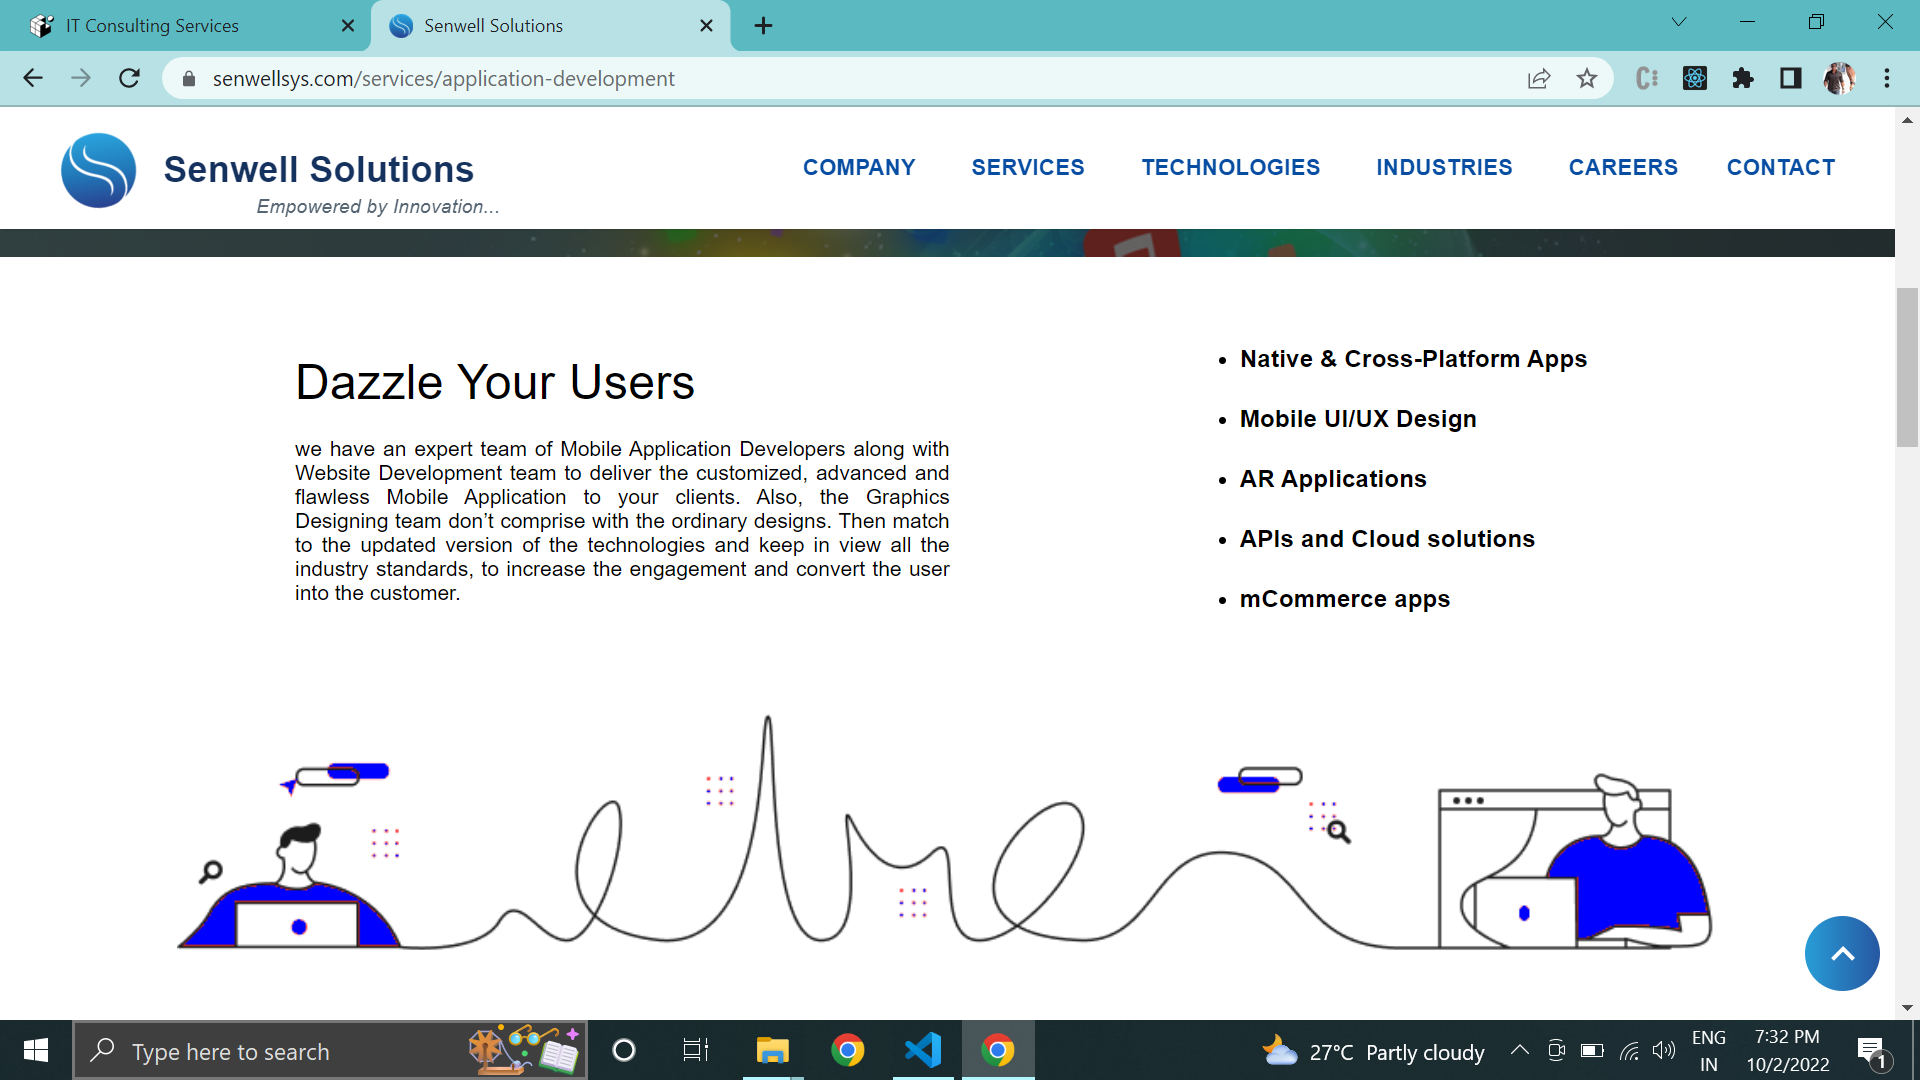 IT Consulting Services
Senwell Solutions
senwellsys.com/services/application-development
Senwell Solutions
Empowered by Innovation...
COMPANY
SERVICES
TECHNOLOGIES
INDUSTRIES
CAREERS
CONTACT
Dazzle Your Users
we have an expert team of Mobile Application Developers along with
Website Development team to deliver the customized, advanced and
flawless Mobile Application to your clients. Also, the Graphics
Designing team don’t comprise with the ordinary designs. Then match
to the updated version of the technologies and keep in view all the
industry standards, to increase the engagement and convert the user
into the customer.
• Native & Cross-Platform Apps
• Mobile UI/UX Design
• AR Applications
• APIs and Cloud solutions
• mCommerce apps
Type here to search
27°C Partly cloudy
ENG
IN
7:32 PM
10/2/2022
1